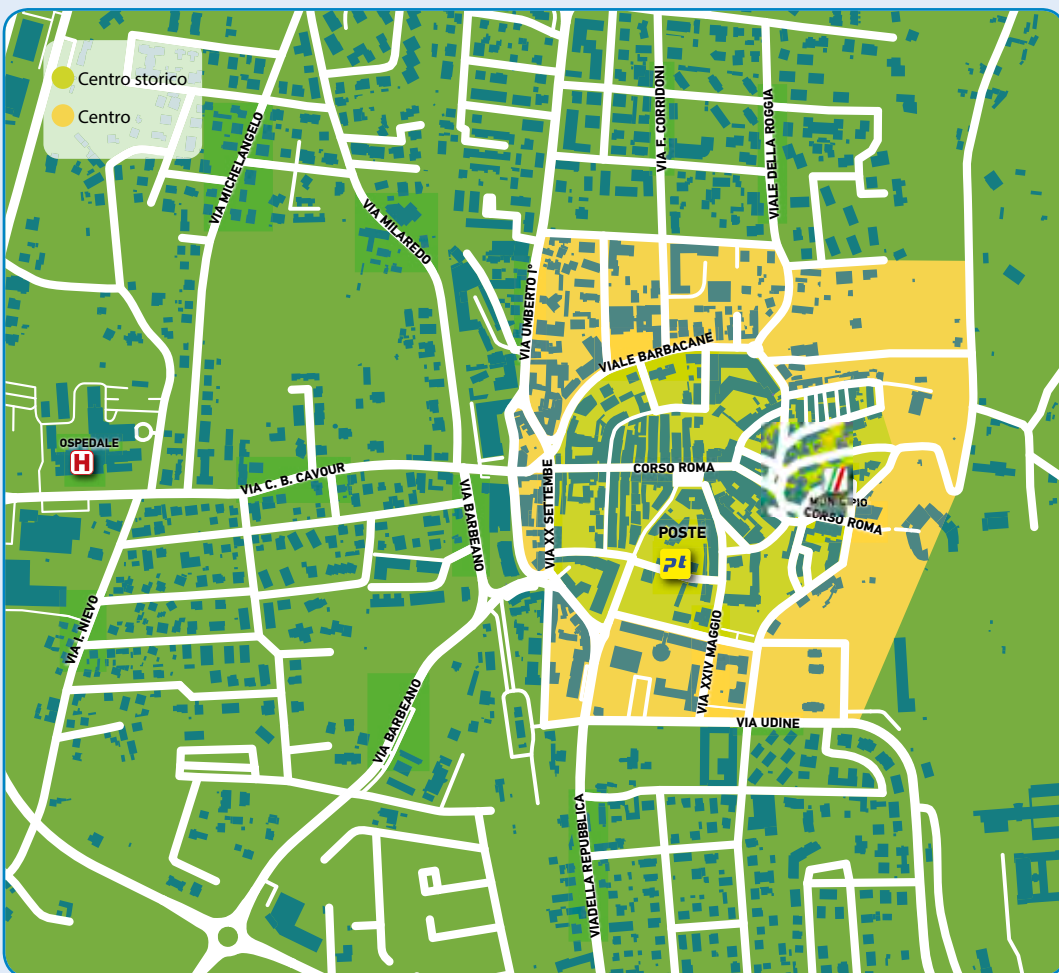 Centro storico
Centro
VIA MICHELANGELO
VIA MILAREDO
VIA F. CORRIDONI
VIALE DELLA ROGGIA
VIA UMBERTO I°
VIALE BARBACANE
OSPEDALE
H
VIA C. B. CAVOUR
VIA BARBEANO
VIA XX SETTEMBE
CORSO ROMA
MUNICIPIO
CORSO ROMA
POSTE
pt
VIA I. NIEVO
VIA XXIV MAGGIO
VIA BARBEANO
VIA UDINE
VIADELLA REPUBBLICA